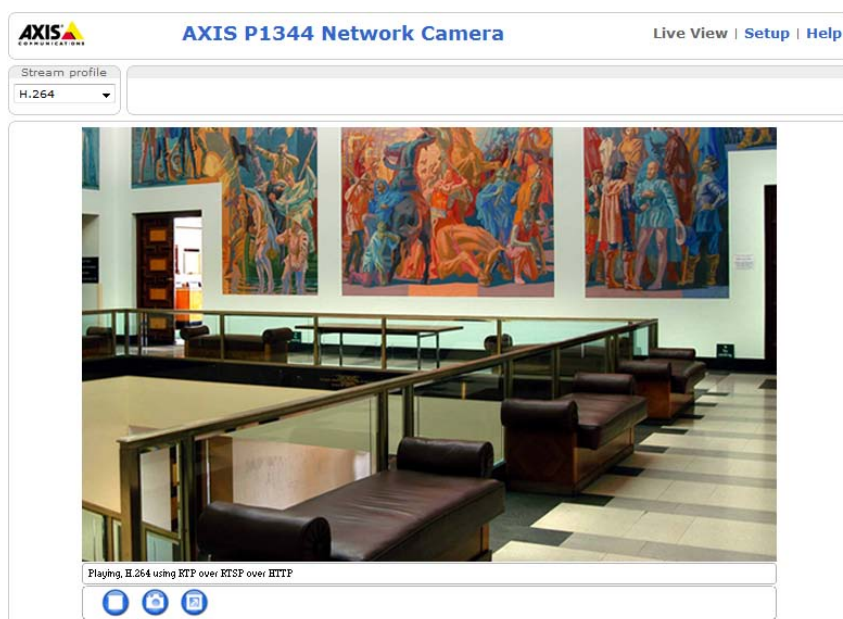 AXIS
COMMUNICATIONS
AXIS P1344 Network Camera
Live View | Setup | Help
Stream profile
H.264
Playing, H.264 using RTP over RTSP over HTTP